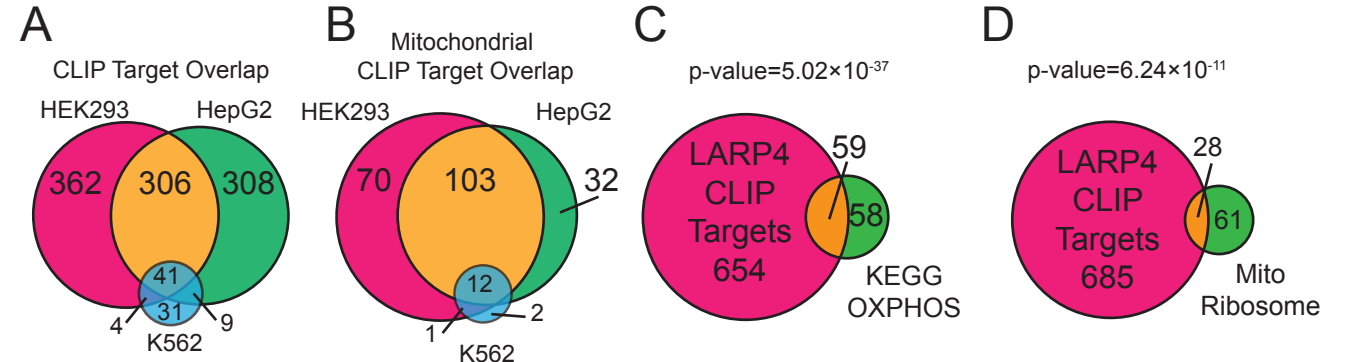 A
CLIP Target Overlap
HEK293
HepG2
362
306
308
41
31
4
9
K562
B
Mitochondrial
CLIP Target Overlap
HEK293
HepG2
70
103
32
12
1
2
K562
C
p-value=5.02×10⁻³⁷
LARP4
CLIP
Targets
654
59
58
KEGG
OXPHOS
D
p-value=6.24×10⁻¹¹
LARP4
CLIP
Targets
685
28
61
Mito
Ribosome